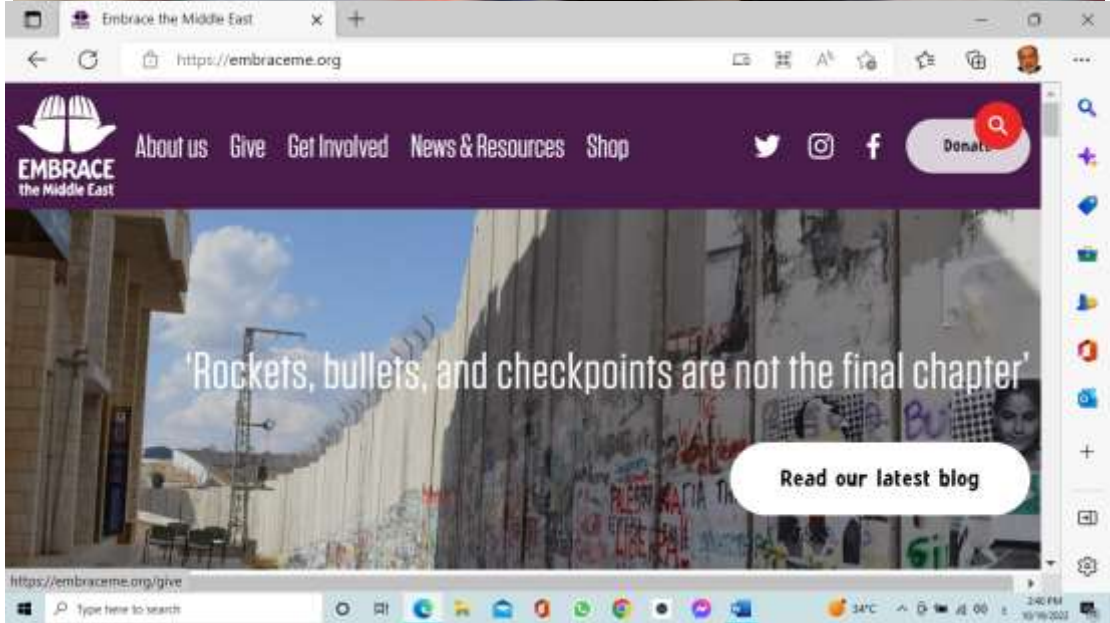 Embrace the Middle East
https://embraceme.org
EMBRACE
the Middle East
About us Give Get Involved News & Resources Shop
Donate
'Rockets, bullets, and checkpoints are not the final chapter'
Read our latest blog
https://embraceme.org/give
Type here to search
34°C
2:40 PM